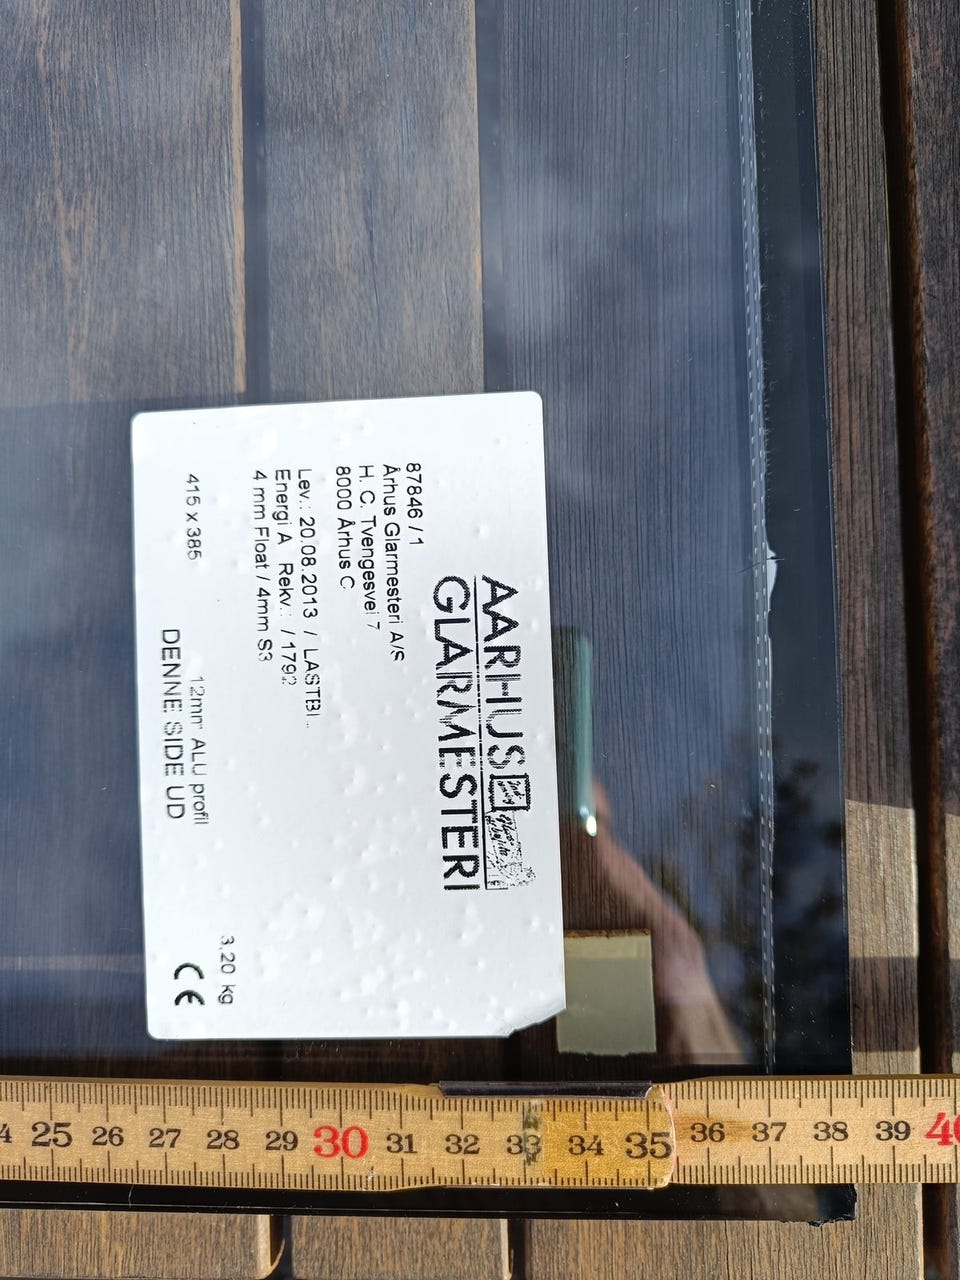 AARHUS
GLARMESTERI
87846 / 1
Århus Glarmesteri A/S
H. C. Tvengesvej 7
8000 Århus C
Lev.: 20.08.2013 / LASTBI..
Energi A Rekv.: / 1792
4 mm Float / 4mm S3
3,20 kg
415 x 385
12mm ALU profil
DENNE SIDE UD
CE
4 25 26 27 28 29 30 31 32 33 34 35 36 37 38 39 40